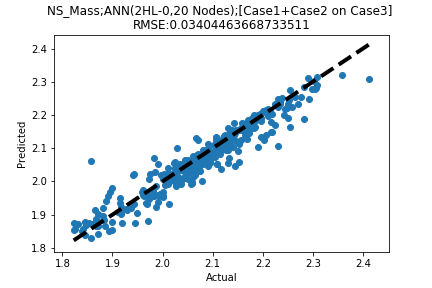 NS_Mass;ANN(2HL-0,20 Nodes);[Case1+Case2 on Case3]
RMSE:0.03404463668733511
2.4
2.3
2.2
2.1
2.0
1.9
1.8
Predicted
1.8 1.9 2.0 2.1 2.2 2.3 2.4
Actual